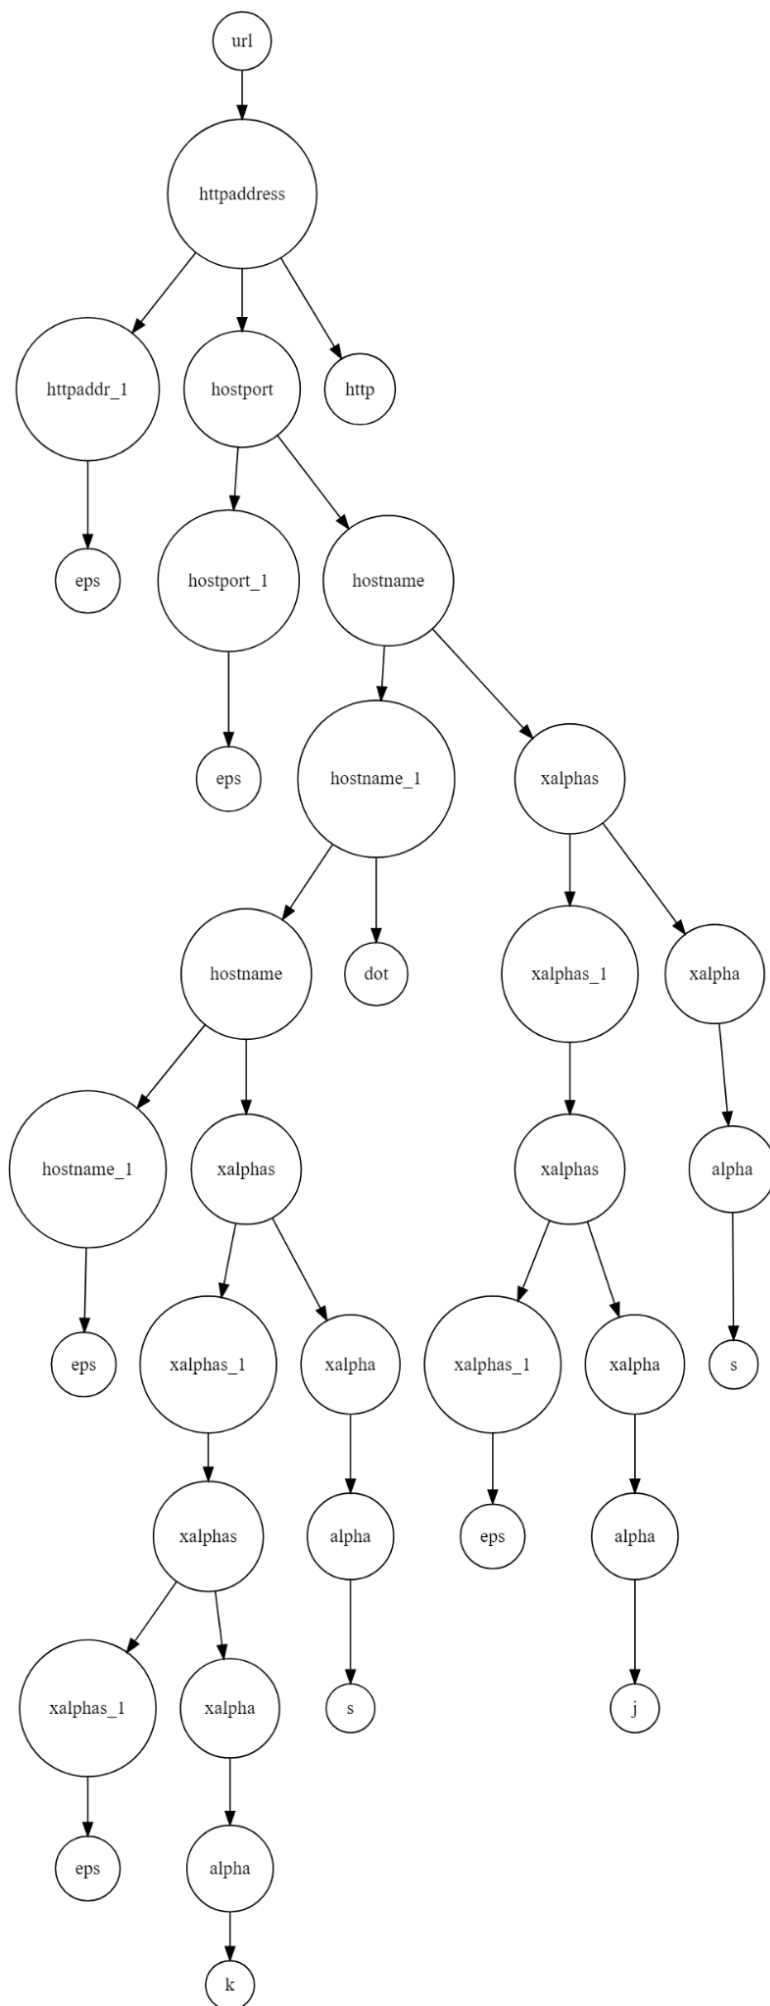 url
httpaddress
httpaddr_1
hostport
http
eps
hostport_1
hostname
eps
hostname_1
xalphas
hostname
dot
xalphas_1
xalpha
hostname_1
xalphas
xalphas
alpha
eps
xalphas_1
xalpha
xalphas_1
xalpha
s
xalphas
alpha
eps
alpha
xalphas_1
xalpha
s
j
eps
alpha
k